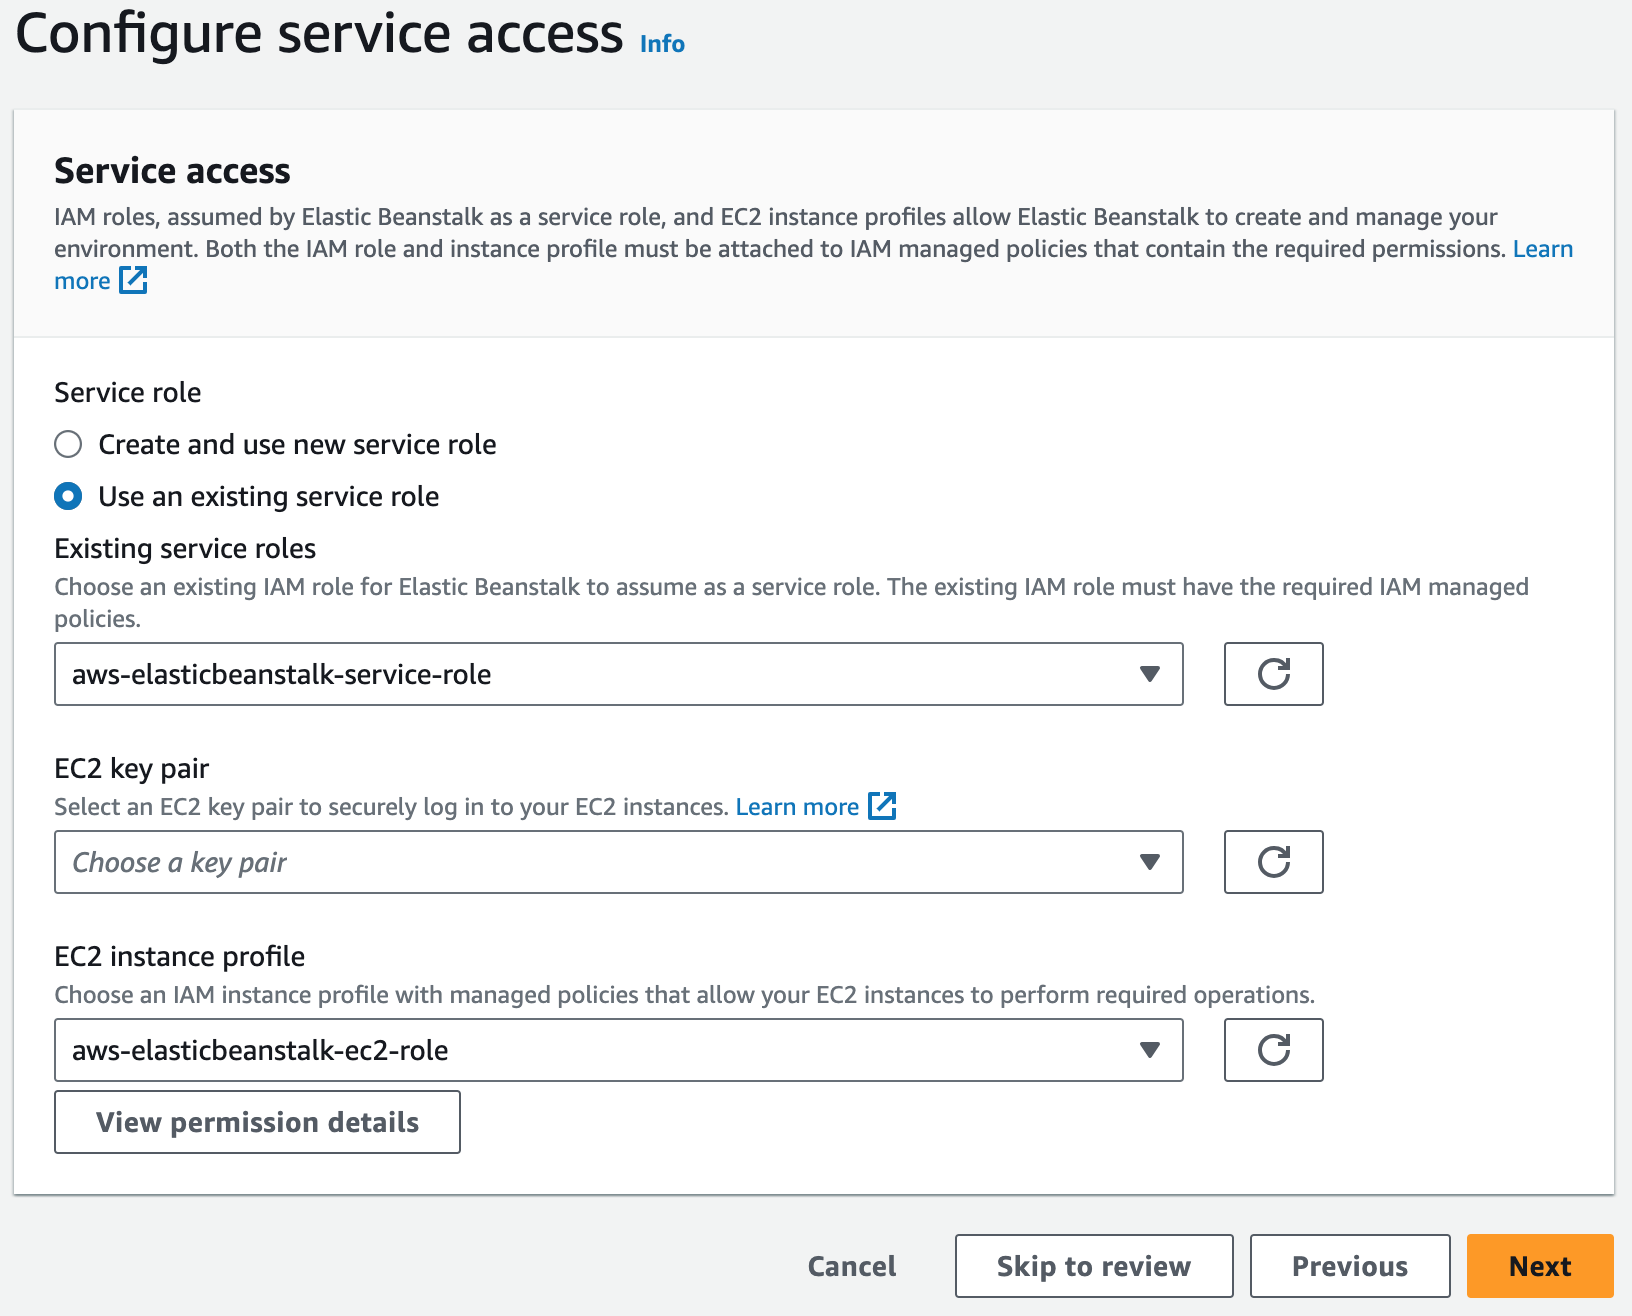 Configure service access Info
Service access
IAM roles, assumed by Elastic Beanstalk as a service role, and EC2 instance profiles allow Elastic Beanstalk to create and manage your
environment. Both the IAM role and instance profile must be attached to IAM managed policies that contain the required permissions. Learn
more
Service role
Create and use new service role
Use an existing service role
Existing service roles
Choose an existing IAM role for Elastic Beanstalk to assume as a service role. The existing IAM role must have the required IAM managed
policies.
aws-elasticbeanstalk-service-role
EC2 key pair
Select an EC2 key pair to securely log in to your EC2 instances. Learn more
Choose a key pair
EC2 instance profile
Choose an IAM instance profile with managed policies that allow your EC2 instances to perform required operations.
aws-elasticbeanstalk-ec2-role
View permission details
Cancel Skip to review Previous Next